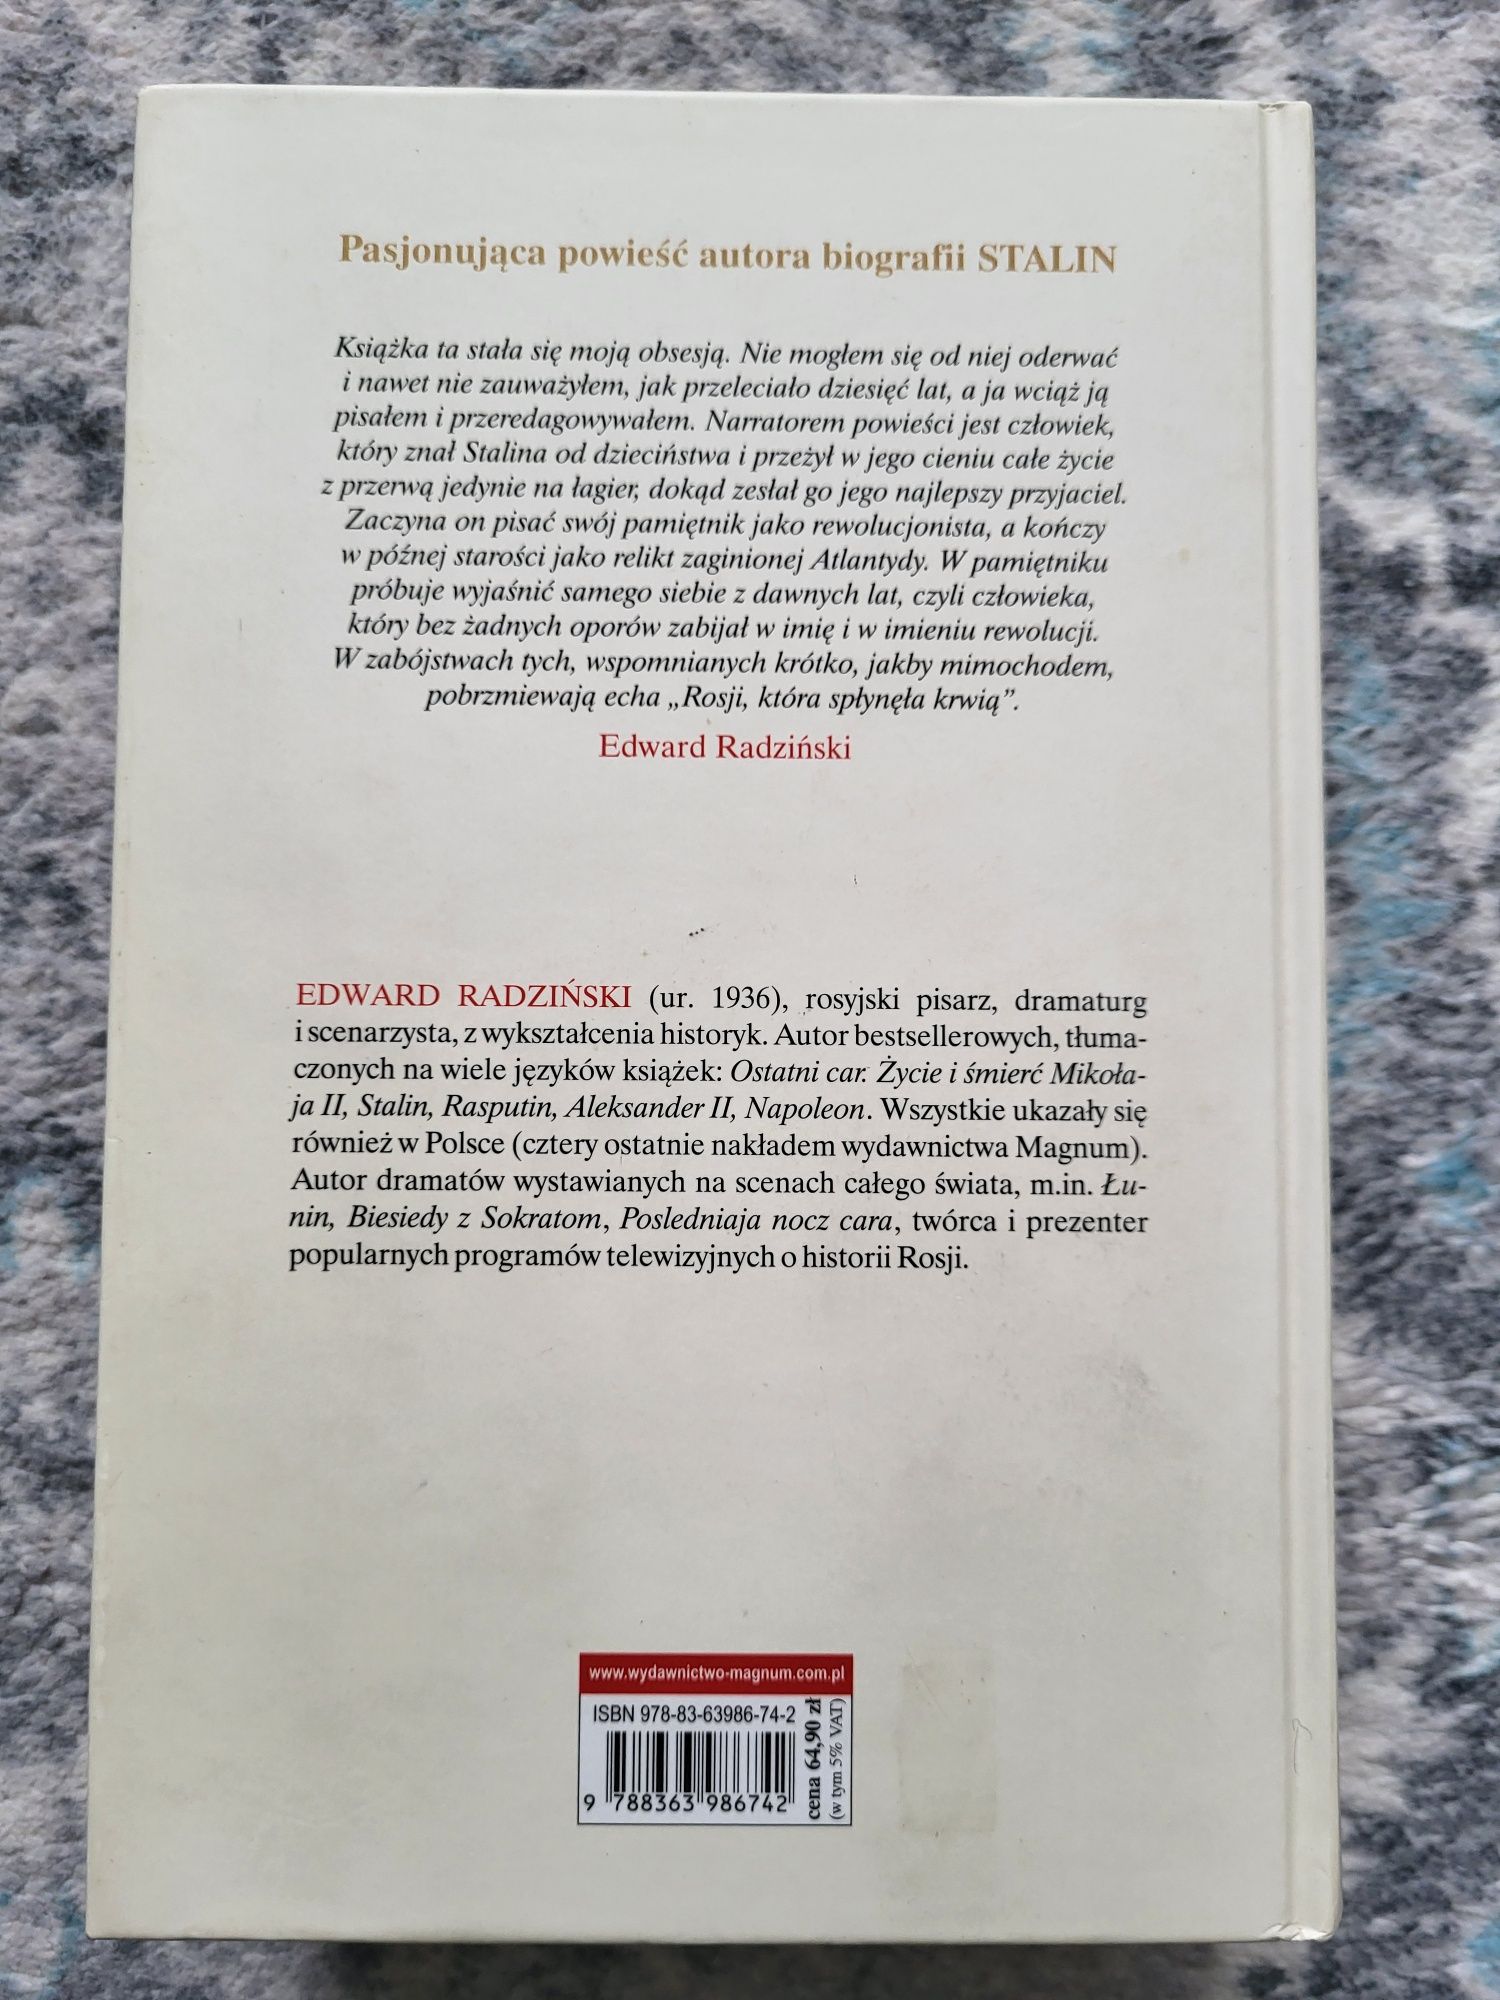 Pasjonująca powieść autora biografii STALIN
Książka ta stała się moją obsesją. Nie mogłem się od niej oderwać
i nawet nie zauważyłem, jak przeleciało dziesięć lat, a ja wciąż ją
pisałem i przeredagowywałem. Narratorem powieści jest człowiek,
który znał Stalina od dzieciństwa i przeżył w jego cieniu całe życie
z przerwą jedynie na łagier, dokąd zesłał go jego najlepszy przyjaciel.
Zaczyna on pisać swój pamiętnik jako rewolucjonista, a kończy
w późnej starości jako relikt zaginionej Atlantydy. W pamiętniku
próbuje wyjaśnić samego siebie z dawnych lat, czyli człowieka,
który bez żadnych oporów zabijał w imię i w imieniu rewolucji.
W zabójstwach tych, wspomnianych krótko, jakby mimochodem,
pobrzmiewają echa „Rosji, która spłynęła krwią”.
Edward Radziński
EDWARD RADZIŃSKI (ur. 1936), rosyjski pisarz, dramaturg
i scenarzysta, z wykształcenia historyk. Autor bestsellerowych, tłuma-
czonych na wiele języków książek: Ostatni car. Życie i śmierć Mikoła-
ja II, Stalin, Rasputin, Aleksander II, Napoleon. Wszystkie ukazały się
również w Polsce (cztery ostatnie nakładem wydawnictwa Magnum).
Autor dramatów wystawianych na scenach całego świata, m.in. Łu-
nin, Biesiedy z Sokratom, Posledniaja nocz cara, twórca i prezenter
popularnych programów telewizyjnych o historii Rosji.
www.wydawnictwo-magnum.com.pl
ISBN 978-83-63986-74-2
9 788363 986742
cena 64,90 zł
(w tym 5% VAT)